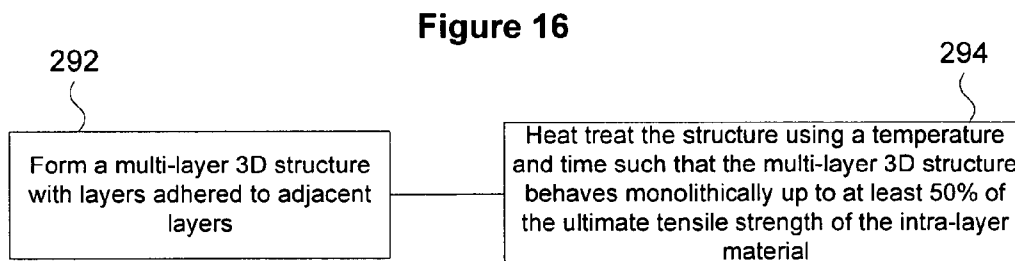 Figure 16
292
294
Form a multi-layer 3D structure
with layers adhered to adjacent
layers
Heat treat the structure using a temperature
and time such that the multi-layer 3D structure
behaves monolithically up to at least 50% of
the ultimate tensile strength of the intra-layer
material